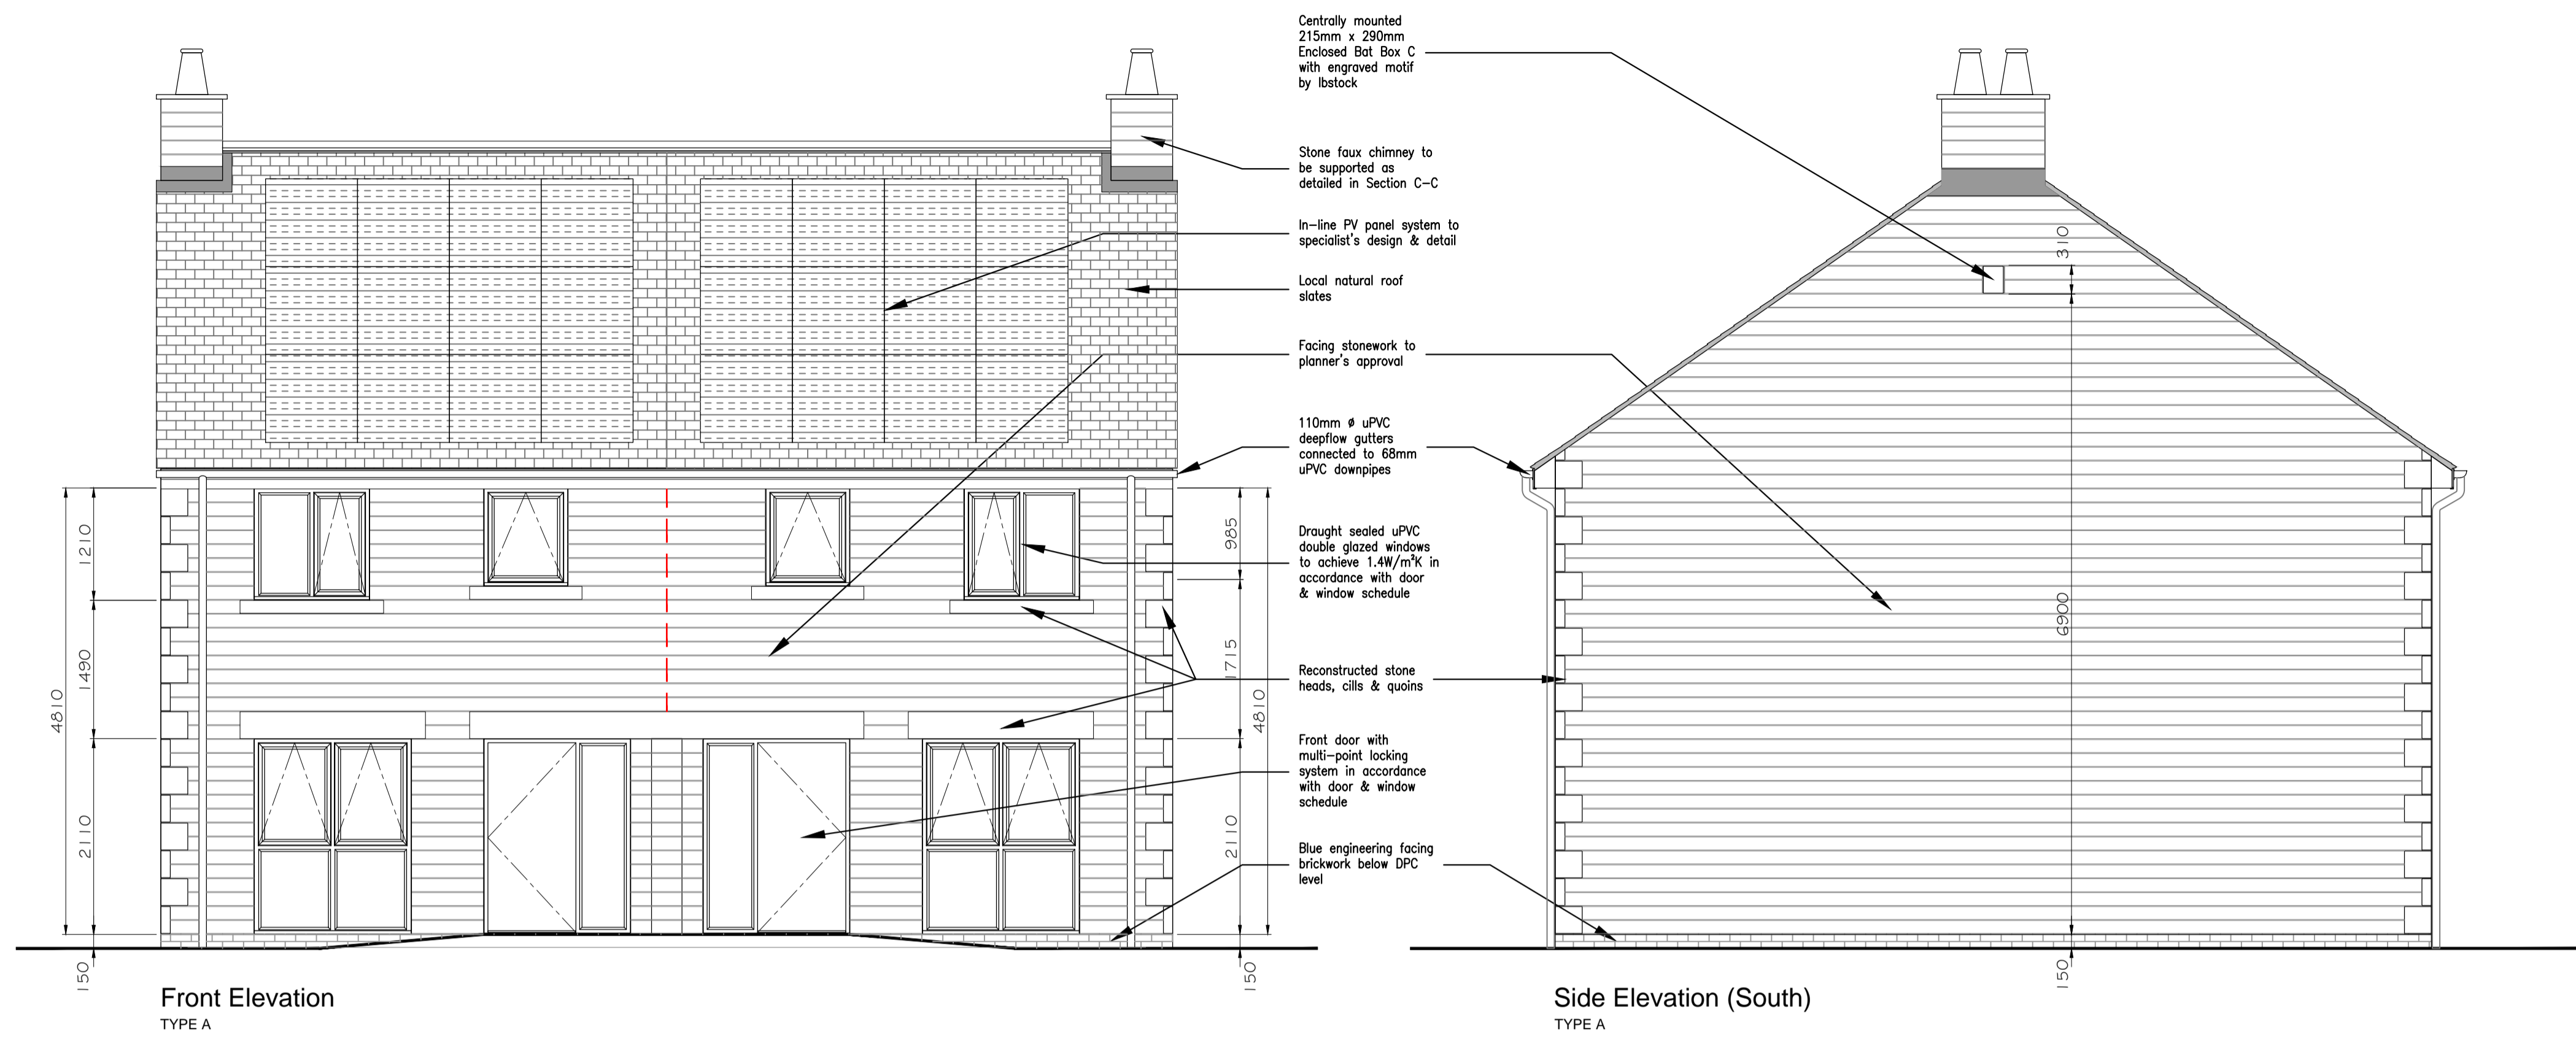 Centrally mounted
215mm x 290mm
Enclosed Bat Box C
with engraved motif
by Ibstock
Stone faux chimney to
be supported as
detailed in Section C-C
In-line PV panel system to
specialist's design & detail
Local natural roof
slates
Facing stonework to
planner's approval
110mm ø uPVC
deepflow gutters
connected to 68mm
uPVC downpipes
Draught sealed uPVC
double glazed windows
to achieve 1.4W/m²K in
accordance with door
& window schedule
Reconstructed stone
heads, cills & quoins
Front door with
multi-point locking
system in accordance
with door & window
schedule
Blue engineering facing
brickwork below DPC
level
4810
1210
1490
2110
150
985
1715
4810
2110
150
310
6900
150
Front Elevation
TYPE A
Side Elevation (South)
TYPE A